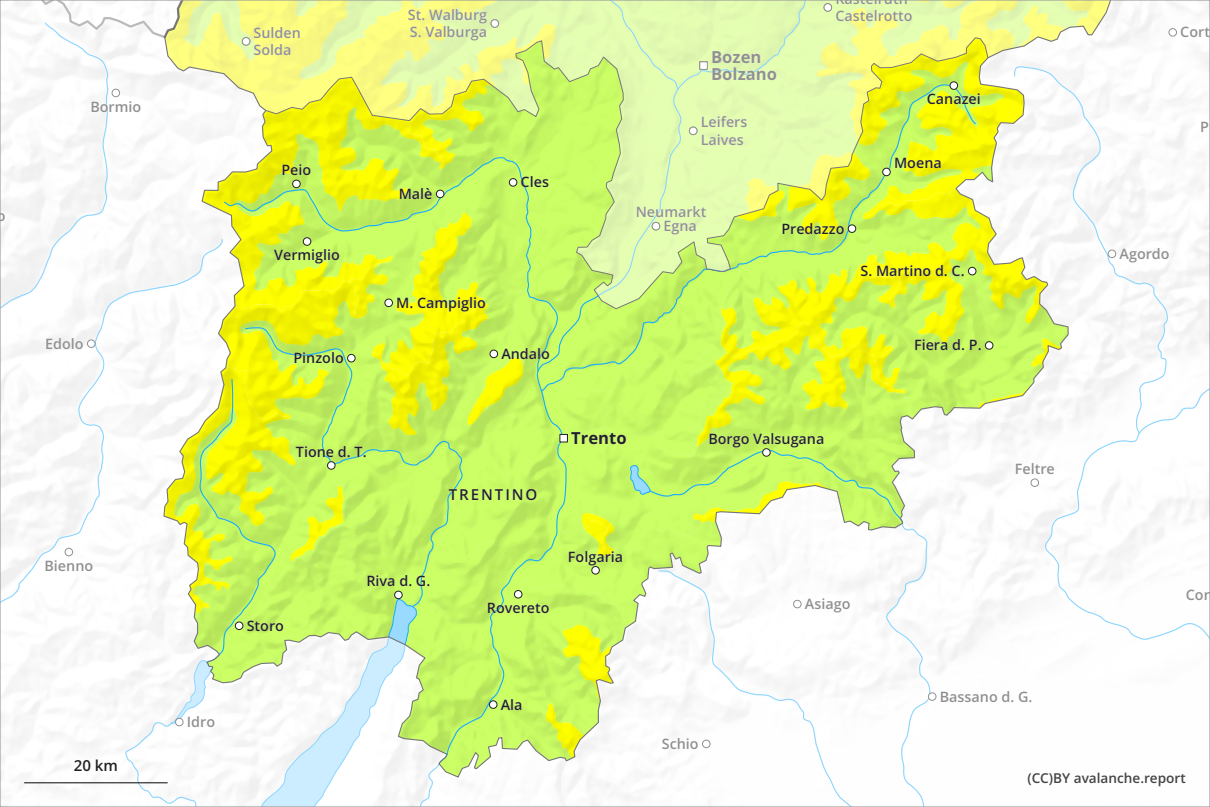 St. Walburg
S. Valburga
Kastelruth
Castelrotto
Sulden
Solda
Cort
Bozen
Bolzano
Bormio
Canazei
Leifers
Laives
P
Peio
Moena
Malè
Cles
Neumarkt
Egna
Predazzo
Vermiglio
Agordo
S. Martino d. C.
M. Campiglio
Edolo
Pinzolo
Andalo
Fiera d. P.
Trento
Borgo Valsugana
Tione d. T.
Feltre
TRENTINO
Bienno
Folgaria
Riva d. G.
Rovereto
Asiago
Cor
Storo
Bassano d. G.
Ala
Idro
Schio
20 km
(CC)BY avalanche.report